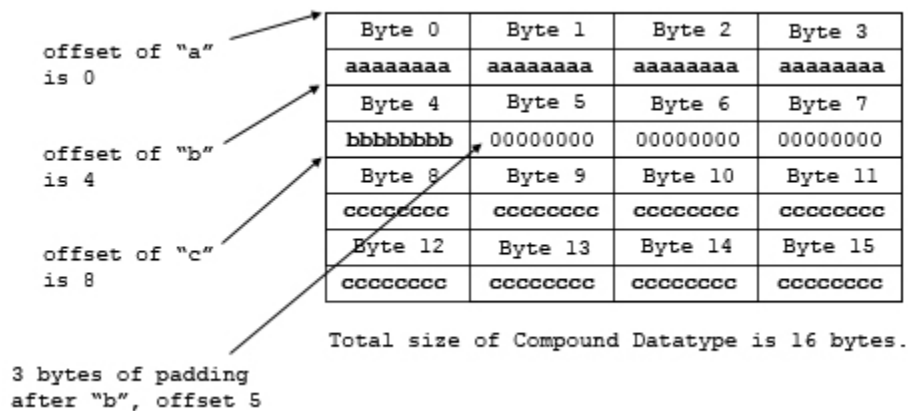 offset of “a”
is 0
offset of “b”
is 4
offset of “c”
is 8
3 bytes of padding
after “b”, offset 5
Byte 0 Byte 1 Byte 2 Byte 3
aaaaaaaa aaaaaaaa aaaaaaaa aaaaaaaa
Byte 4 Byte 5 Byte 6 Byte 7
bbbbbbbb 00000000 00000000 00000000
Byte 8 Byte 9 Byte 10 Byte 11
cccccccc cccccccc cccccccc cccccccc
Byte 12 Byte 13 Byte 14 Byte 15
cccccccc cccccccc cccccccc cccccccc
Total size of Compound Datatype is 16 bytes.